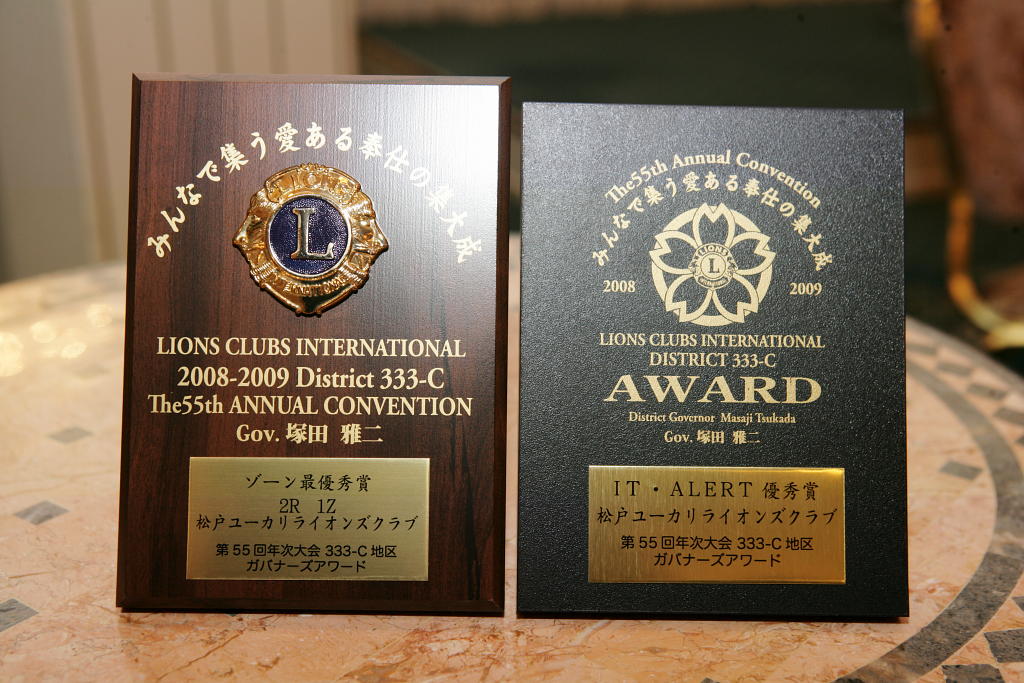 みんなで集う愛ある奉仕の集大成
LIONS
L
INTERNATIONAL
LIONS CLUBS INTERNATIONAL
2008-2009 District 333-C
The55th ANNUAL CONVENTION
Gov. 塚田 雅二
ゾーン最優秀賞
2R 1Z
松戸ユーカリライオンズクラブ
第55回年次大会 333-C 地区
ガバナーズアワード
The55th Annual Convention
みんなで集う愛ある奉仕の集大成
2008 2009
LIONS
L
INTERNATIONAL
LIONS CLUBS INTERNATIONAL
DISTRICT 333-C
AWARD
District Governor Masaji Tsukada
Gov. 塚田 雅二
IT・ALERT 優秀賞
松戸ユーカリライオンズクラブ
第55回年次大会 333-C 地区
ガバナーズアワード